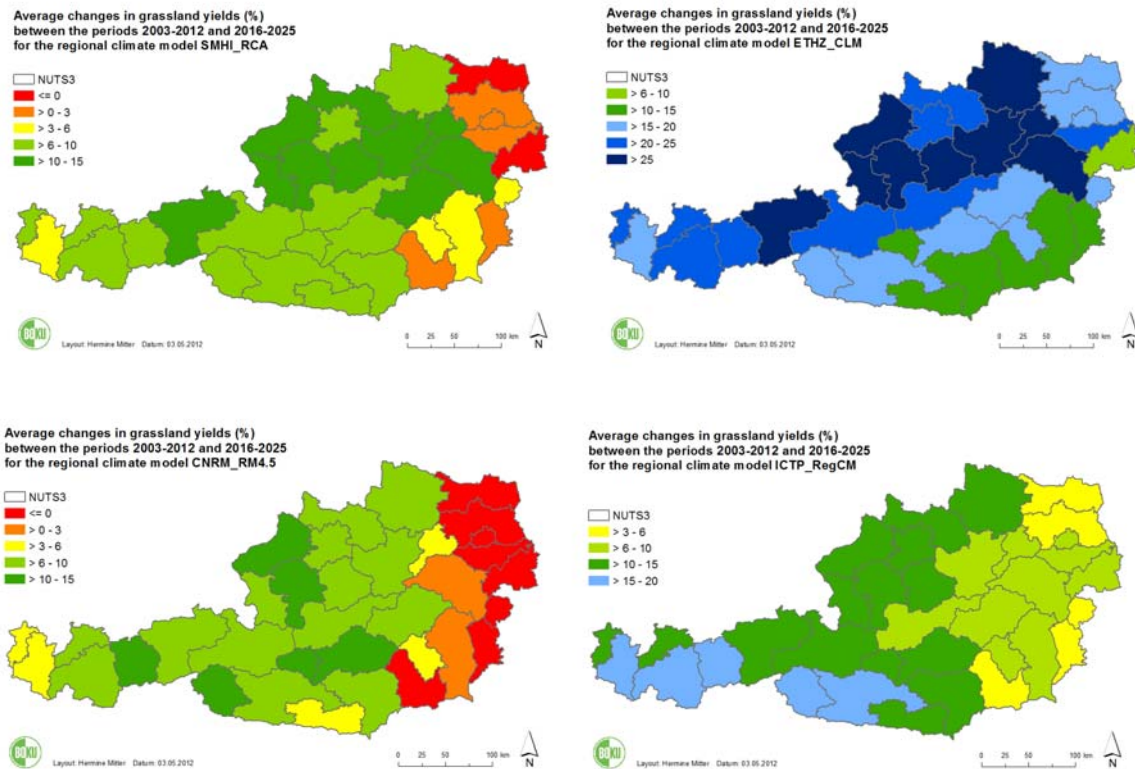 Average changes in grassland yields (%)
between the periods 2003-2012 and 2016-2025
for the regional climate model SMHI_RCA
NUTS3
<= 0
> 0 - 3
> 3 - 6
> 6 - 10
> 10 - 15
BOKU
Layout: Hermine Mitter Datum: 03.05.2012
0 25 50 100 km
N
Average changes in grassland yields (%)
between the periods 2003-2012 and 2016-2025
for the regional climate model ETHZ_CLM
NUTS3
> 6 - 10
> 10 - 15
> 15 - 20
> 20 - 25
> 25
BOKU
Layout: Hermine Mitter Datum: 03.05.2012
0 25 50 100 km
N
Average changes in grassland yields (%)
between the periods 2003-2012 and 2016-2025
for the regional climate model CNRM_RM4.5
NUTS3
<= 0
> 0 - 3
> 3 - 6
> 6 - 10
> 10 - 15
BOKU
Layout: Hermine Mitter Datum: 03.05.2012
0 25 50 100 km
N
Average changes in grassland yields (%)
between the periods 2003-2012 and 2016-2025
for the regional climate model ICTP_RegCM
NUTS3
> 3 - 6
> 6 - 10
> 10 - 15
> 15 - 20
BOKU
Layout: Hermine Mitter Datum: 03.05.2012
0 25 50 100 km
N